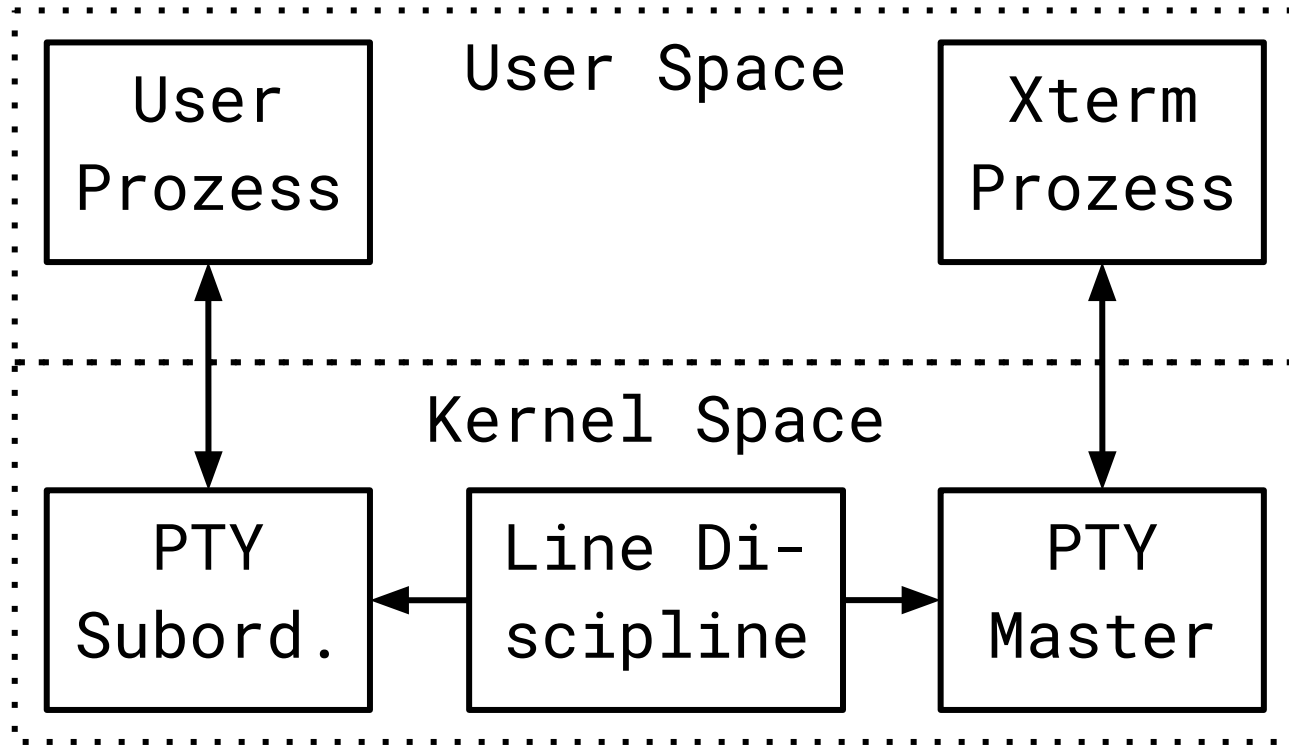 User Space
User
Prozess
Xterm
Prozess
Kernel Space
PTY
Subord.
Line Di-
scipline
PTY
Master